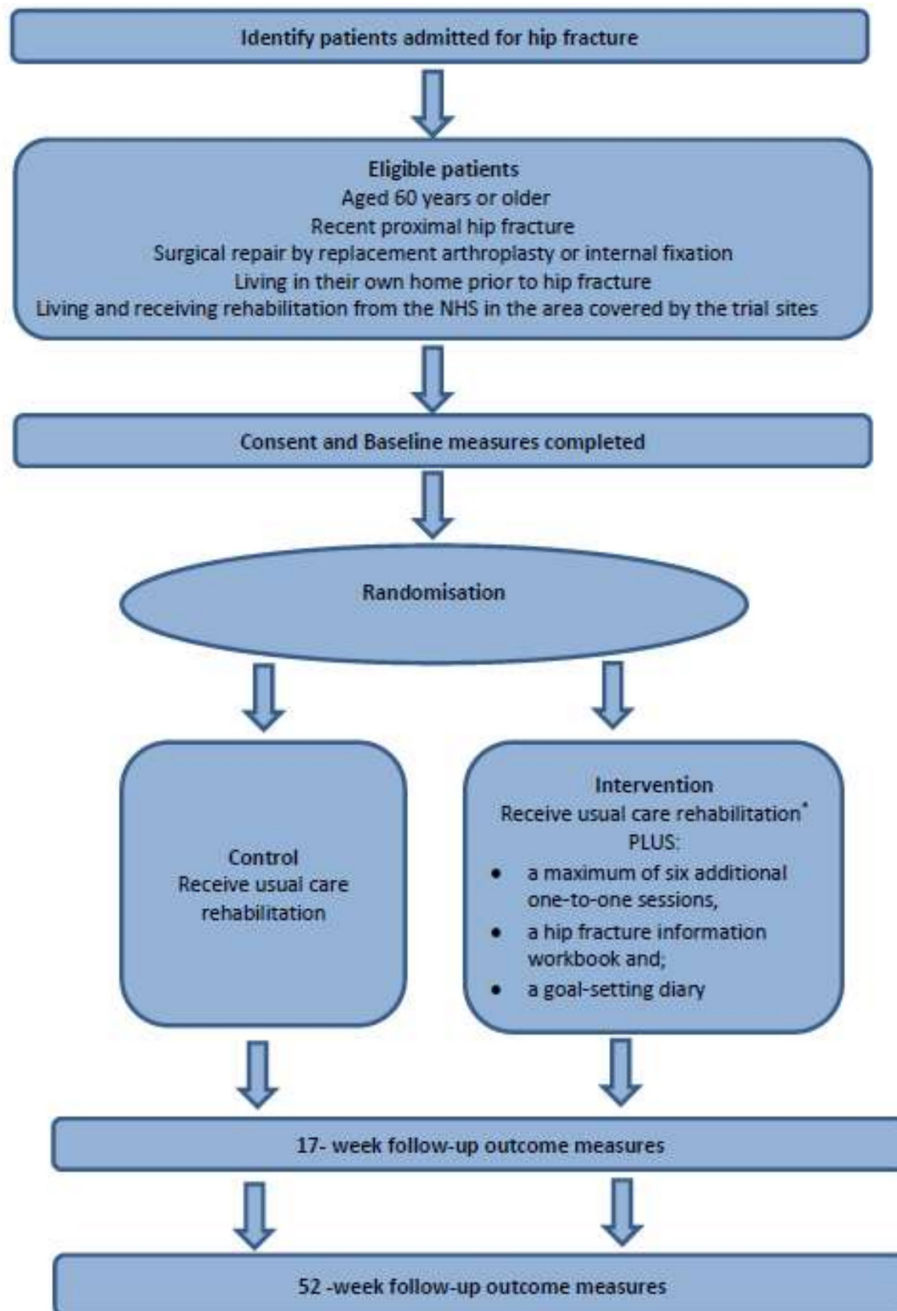 Identify patients admitted for hip fracture
Eligible patients
Aged 60 years or older
Recent proximal hip fracture
Surgical repair by replacement arthroplasty or internal fixation
Living in their own home prior to hip fracture
Living and receiving rehabilitation from the NHS in the area covered by the trial sites
Consent and Baseline measures completed
Randomisation
Control
Receive usual care
rehabilitation
Intervention
Receive usual care rehabilitation*
PLUS:
• a maximum of six additional
one-to-one sessions,
• a hip fracture information
workbook and;
• a goal-setting diary
17- week follow-up outcome measures
52 -week follow-up outcome measures